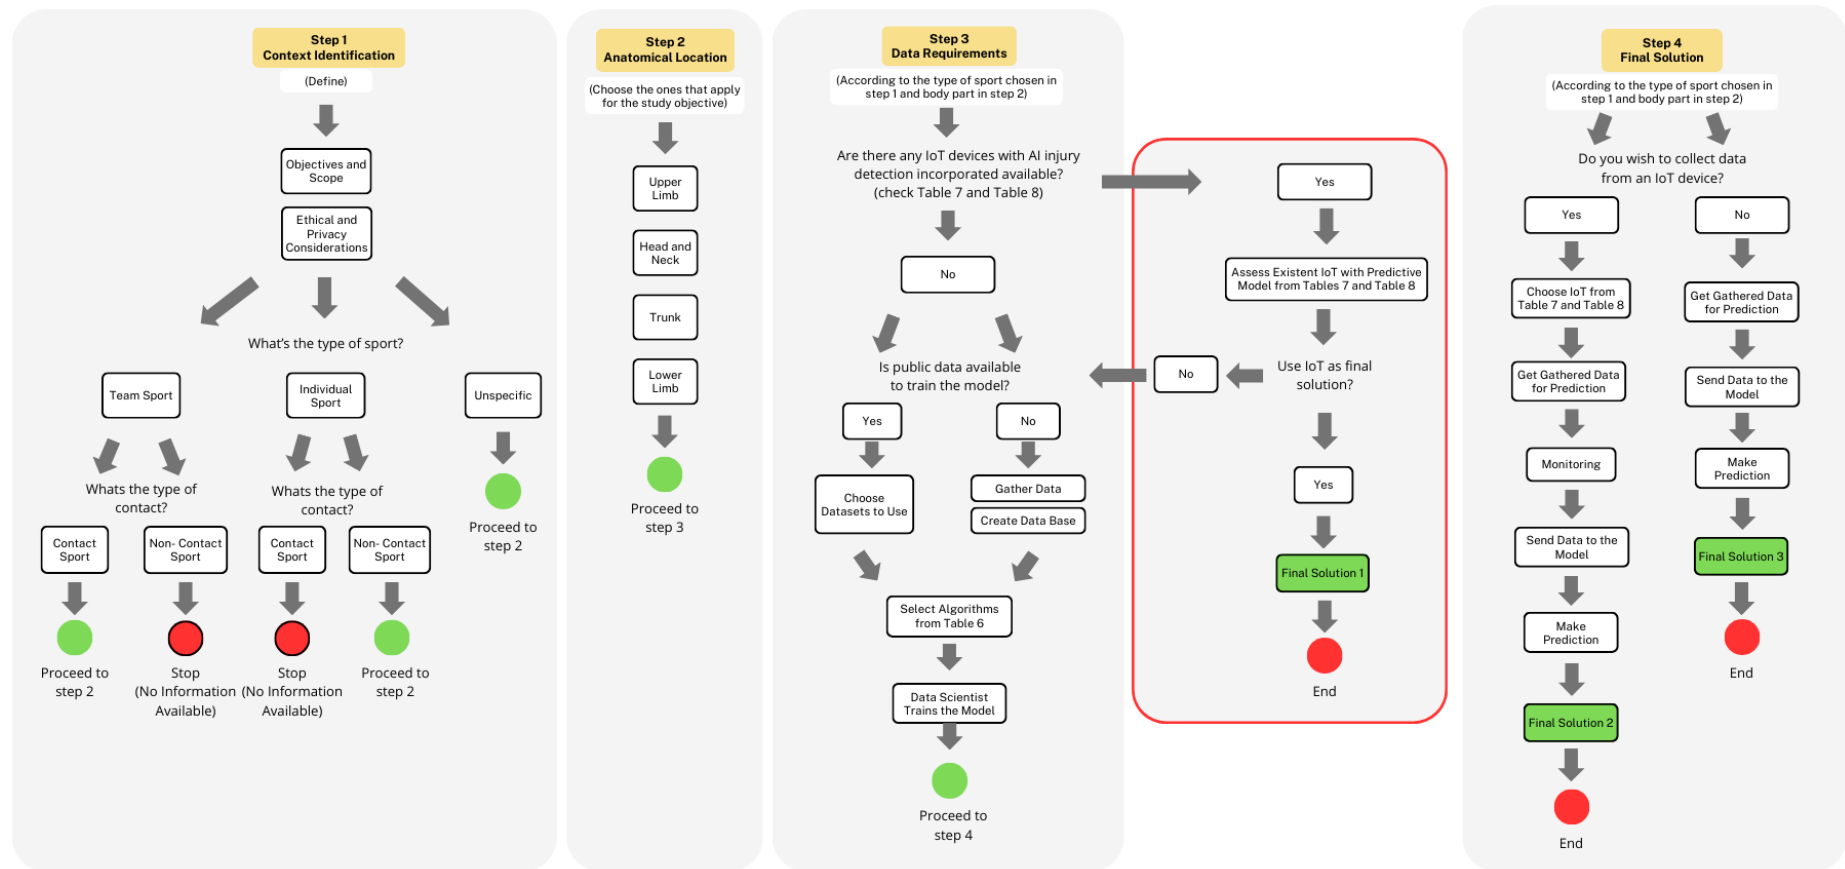 Step 1
Context Identification
(Define)
Objectives and
Scope
Ethical and
Privacy
Considerations
What's the type of sport?
Team Sport
Individual
Sport
Unspecific
Whats the type of
contact?
Whats the type of
contact?
Proceed to
step 2
Contact
Sport
Non- Contact
Sport
Contact
Sport
Non- Contact
Sport
Proceed to
step 2
Stop
(No Information
Available)
Stop
(No Information
Available)
Proceed to
step 2
Step 2
Anatomical Location
(Choose the ones that apply
for the study objective)
Upper
Limb
Head and
Neck
Trunk
Lower
Limb
Proceed to
step 3
Step 3
Data Requirements
(According to the type of sport chosen in
step 1 and body part in step 2)
Are there any IoT devices with AI injury
detection incorporated available?
(check Table 7 and Table 8)
No
Is public data available
to train the model?
Yes
No
Choose
Datasets to Use
Gather Data
Create Data Base
Select Algorithms
from Table 6
Data Scientist
Trains the Model
Proceed to
step 4
Yes
Assess Existent IoT with Predictive
Model from Tables 7 and Table 8
Use IoT as final
solution?
No
Yes
Final Solution 1
End
Step 4
Final Solution
(According to the type of sport chosen in
step 1 and body part in step 2)
Do you wish to collect data
from an IoT device?
Yes
Choose IoT from
Table 7 and Table 8
Get Gathered Data
for Prediction
Monitoring
Send Data to the
Model
Make
Prediction
Final Solution 2
End
No
Get Gathered Data
for Prediction
Send Data to the
Model
Make
Prediction
Final Solution 3
End